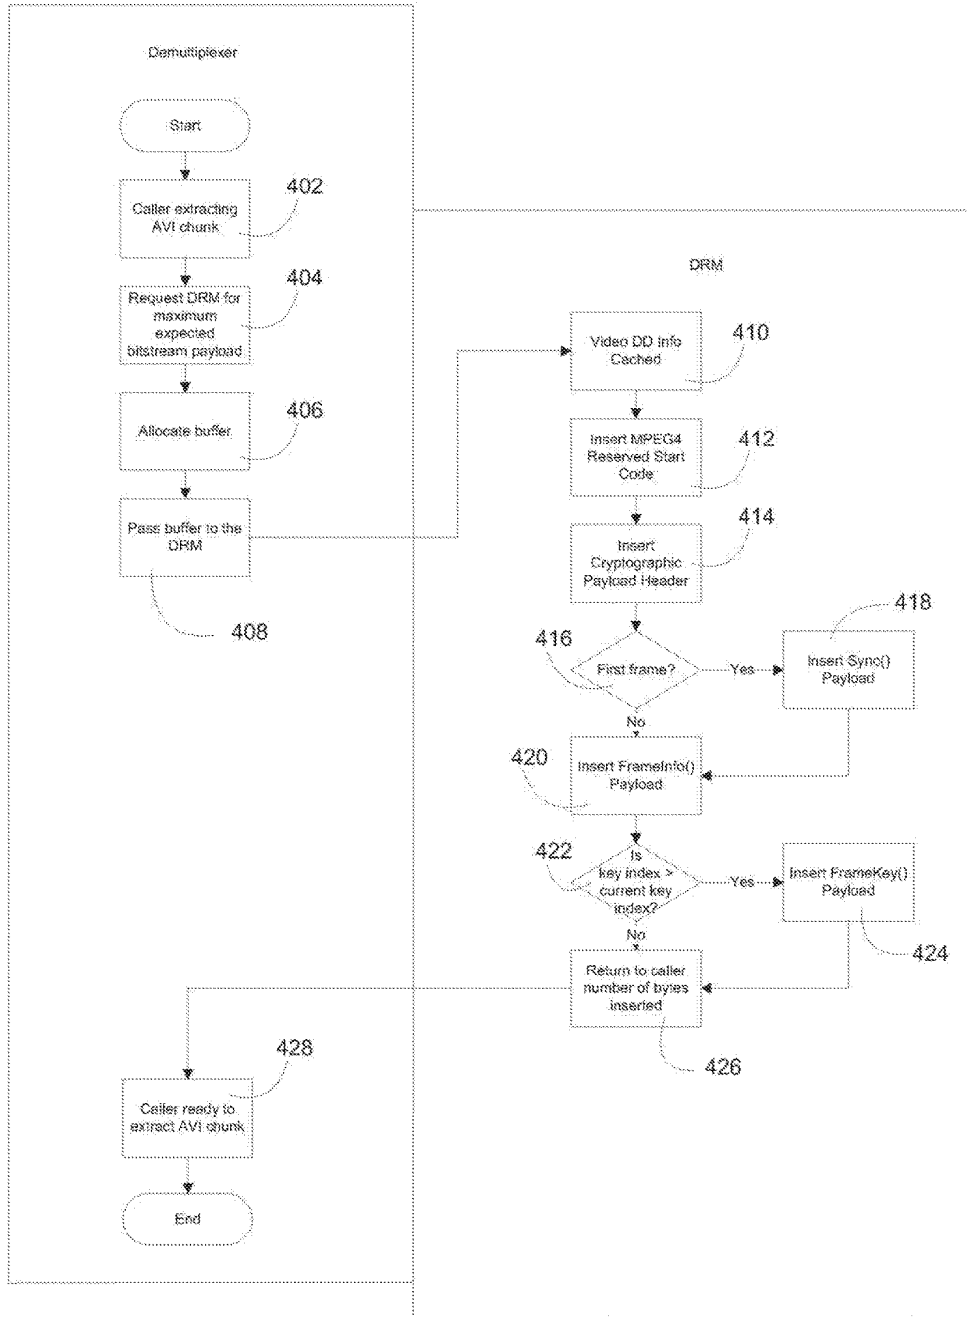 Demultiplexer
Start
402
Caller extracting
AVI chunk
404
Request DRM for
maximum
expected
bitstream payload
406
Allocate buffer
Pass buffer to the
DRM
408
DRM
Video DD Info
Cached
410
Insert MPEG4
Reserved Start
Code
412
Insert
Cryptographic
Payload Header
414
416
First frame?
Yes
No
418
Insert Sync()
Payload
420
Insert FrameInfo()
Payload
422
Is
key index >
current key
index?
Yes
No
Insert FrameKey()
Payload
424
Return to caller
number of bytes
inserted
426
428
Caller ready to
extract AVI chunk
End